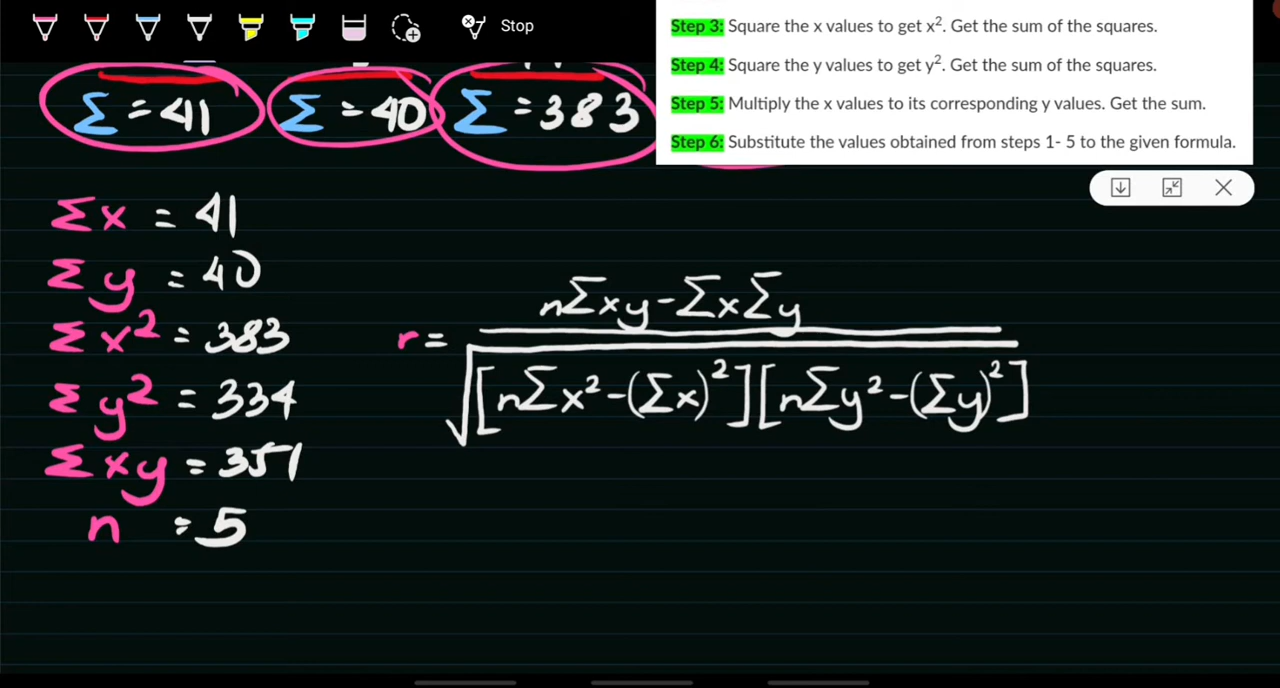 Stop
Step 3: Square the x values to get x². Get the sum of the squares.
Step 4: Square the y values to get y². Get the sum of the squares.
Step 5: Multiply the x values to its corresponding y values. Get the sum.
Step 6: Substitute the values obtained from steps 1- 5 to the given formula.
Σ = 41 Σ = 40 Σ = 383
Σx = 41
Σy = 40
Σx² = 383
Σy² = 334
Σxy = 351
n = 5
nΣxy - ΣxΣy
r =
√[nΣx² - (Σx)²][nΣy² - (Σy)²]